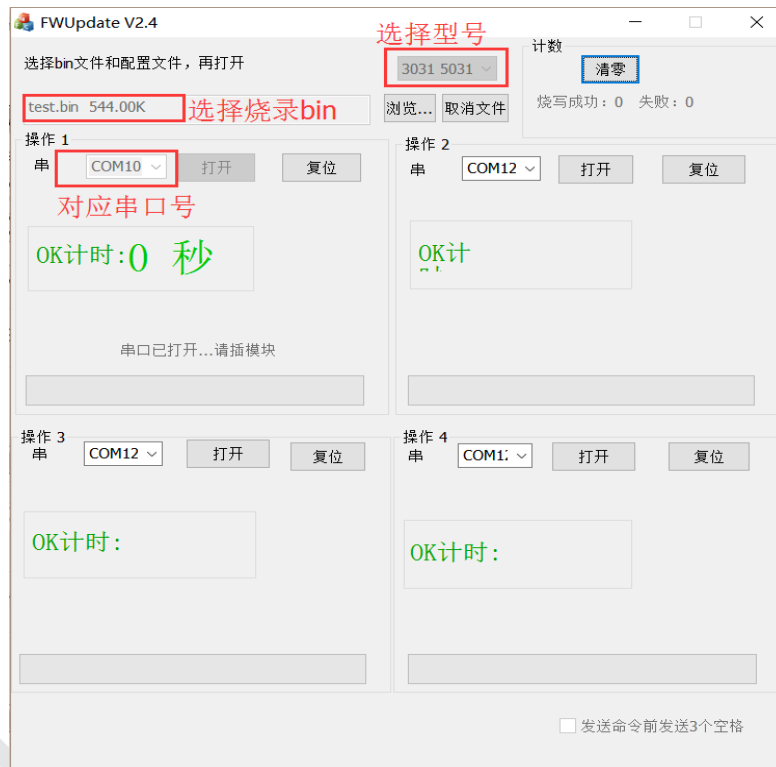 FWUpdate V2.4
选择型号
计数
选择bin文件和配置文件，再打开
3031 5031
清零
test.bin 544.00K
选择烧录bin
浏览...
取消文件
烧写成功: 0 失败: 0
操作 1
串
COM10
打开
复位
对应串口号
OK计时:0 秒
串口已打开...请插模块
操作 2
串
COM12
打开
复位
OK计
操作 3
串
COM12
打开
复位
OK计时:
操作 4
串
COM1
打开
复位
OK计时:
发送命令前发送3个空格